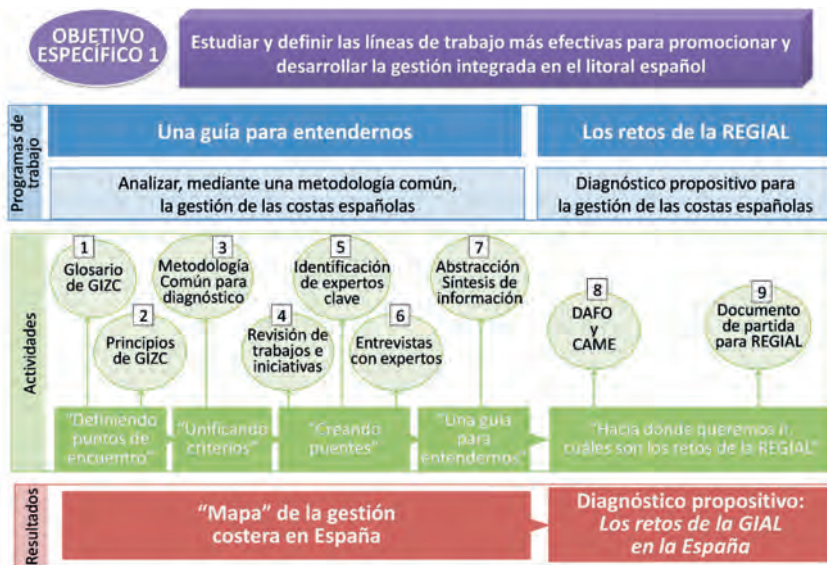 OBJETIVO
ESPECÍFICO 1
Estudiar y definir las líneas de trabajo más efectivas para promocionar y
desarrollar la gestión integrada en el litoral español
Programas de
trabajo
Una guía para entendernos
Los retos de la REGIAL
Analizar, mediante una metodología común,
la gestión de las costas españolas
Diagnóstico propositivo para
la gestión de las costas españolas
Actividades
1
Glosario
de GIZC
2
Principios
de GIZC
3
Metodología
Común para
diagnóstico
4
Revisión de
trabajos e
iniciativas
5
Identificación
de expertos
clave
6
Entrevistas
con expertos
7
Abstracción
Síntesis de
información
8
DAFO
y
CAME
9
Documento
de partida
para REGIAL
"Definiendo
puntos de
encuentro"
"Unificando
criterios"
"Creando
puentes"
"Una guía
para
entendernos"
"Hacia donde queremos ir
cuáles son los retos de la REGIAL"
Resultados
"Mapa" de la gestión
costera en España
Diagnóstico propositivo:
Los retos de la GIAL
en la España